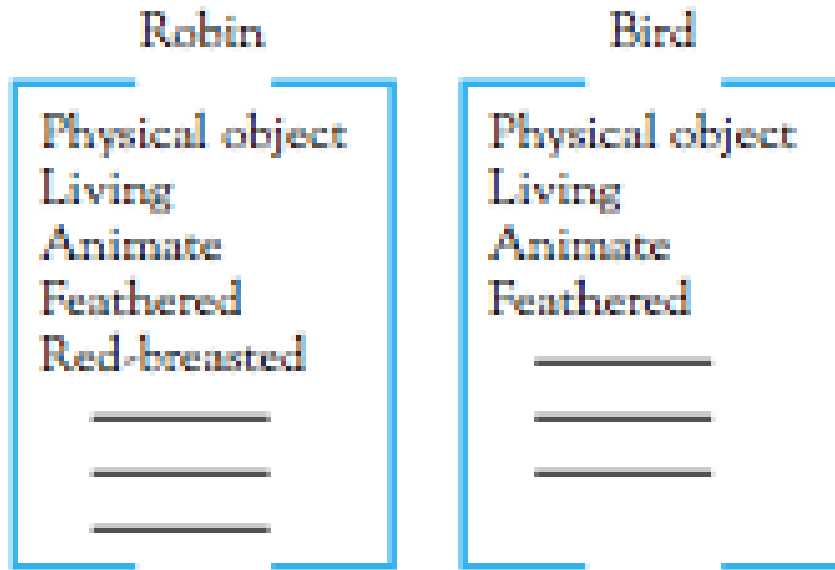 Robin
Physical object
Living
Animate
Feathered
Red-breasted
Bird
Physical object
Living
Animate
Feathered